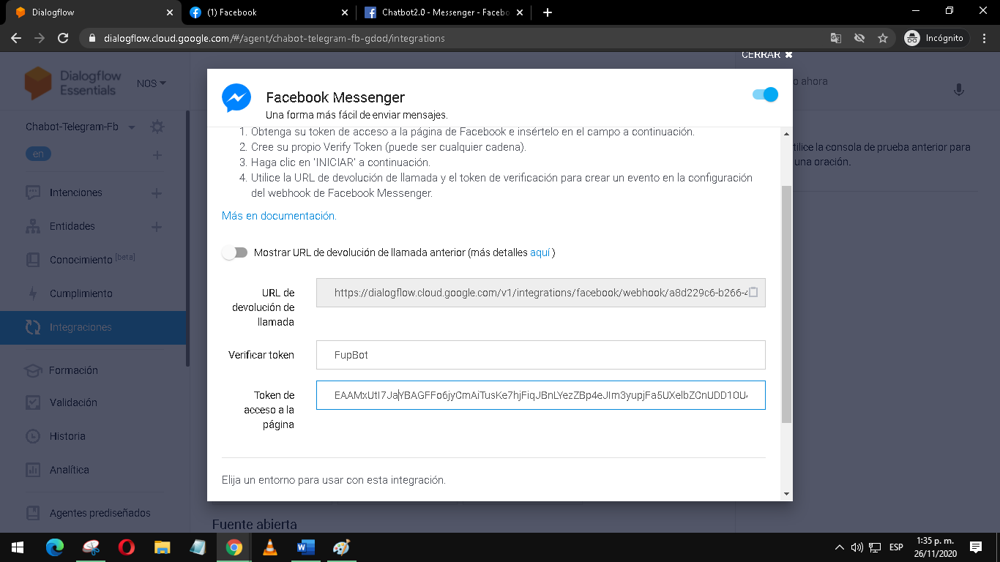 Dialogflow
(1) Facebook
Chatbot2.0 - Messenger - Facebo
dialogflow.cloud.google.com/#/agent/chabot-telegram-fb-gdod/integrations
Incógnito
CERRAR ✖
Dialogflow
Essentials
NOS
o ahora
Chabot-Telegram-Fb
en
Intenciones
Entidades
Conocimiento [beta]
Cumplimiento
Integraciones
Formación
Validación
Historia
Analítica
Agentes prediseñados
tilice la consola de prueba anterior para
una oración.
Facebook Messenger
Una forma más fácil de enviar mensajes.
1. Obtenga su token de acceso a la página de Facebook e insértelo en el campo a continuación.
2. Cree su propio Verify Token (puede ser cualquier cadena).
3. Haga clic en 'INICIAR' a continuación.
4. Utilice la URL de devolución de llamada y el token de verificación para crear un evento en la configuración
del webhook de Facebook Messenger.
Más en documentación.
Mostrar URL de devolución de llamada anterior (más detalles aquí )
URL de
devolución de
llamada
https://dialogflow.cloud.google.com/v1/integrations/facebook/webhook/a8d229c6-b266-4
Verificar token
FupBot
Token de
acceso a la
página
Elija un entorno para usar con esta integración.
Fuente abierta
ESP
1:35 p. m.
26/11/2020